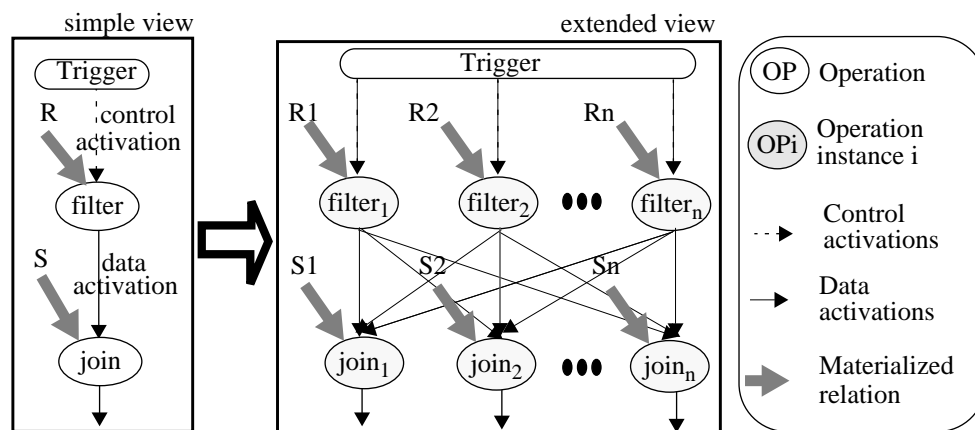 simple view
Trigger
R
control
activation
filter
S
data
activation
join
extended view
Trigger
R1
R2
Rn
filter1
filter2
filtern
S1
S2
Sn
join1
join2
joinn
OP
Operation
OPi
Operation
instance i
Control
activations
Data
activations
Materialized
relation